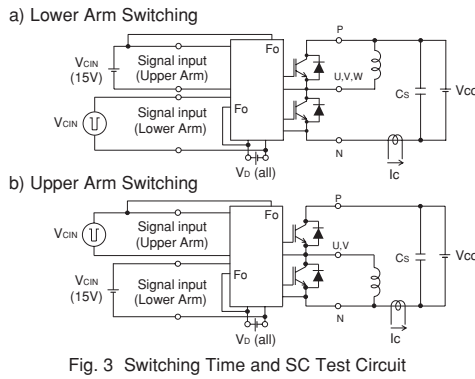 a) Lower Arm Switching
VCIN
(15V)
Signal input
(Upper Arm)
Fo
P
VCIN
Signal input
(Lower Arm)
Fo
U,V,W
CS
VCC
VD (all)
N
Ic
b) Upper Arm Switching
VCIN
Signal input
(Upper Arm)
Fo
P
VCIN
(15V)
Signal input
(Lower Arm)
Fo
U,V
CS
VCC
VD (all)
N
Ic
Fig. 3 Switching Time and SC Test Circuit